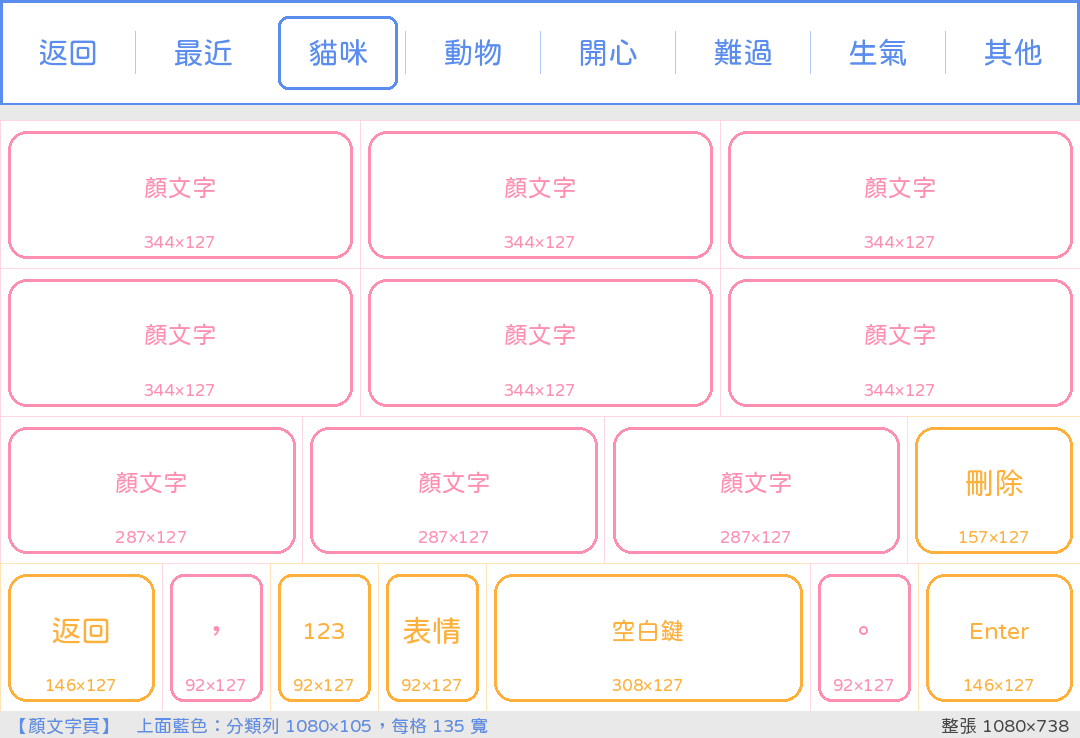 返回 最近 貓咪 動物 開心 難過 生氣 其他
顏文字 顏文字 顏文字
344×127 344×127 344×127
顏文字 顏文字 顏文字
344×127 344×127 344×127
顏文字 顏文字 顏文字 刪除
287×127 287×127 287×127 157×127
返回 , 123 表情 空白鍵 。 Enter
146×127 92×127 92×127 92×127 308×127 92×127 146×127
【顏文字頁】 上面藍色:分類列 1080×105,每格 135 寬 整張 1080×738